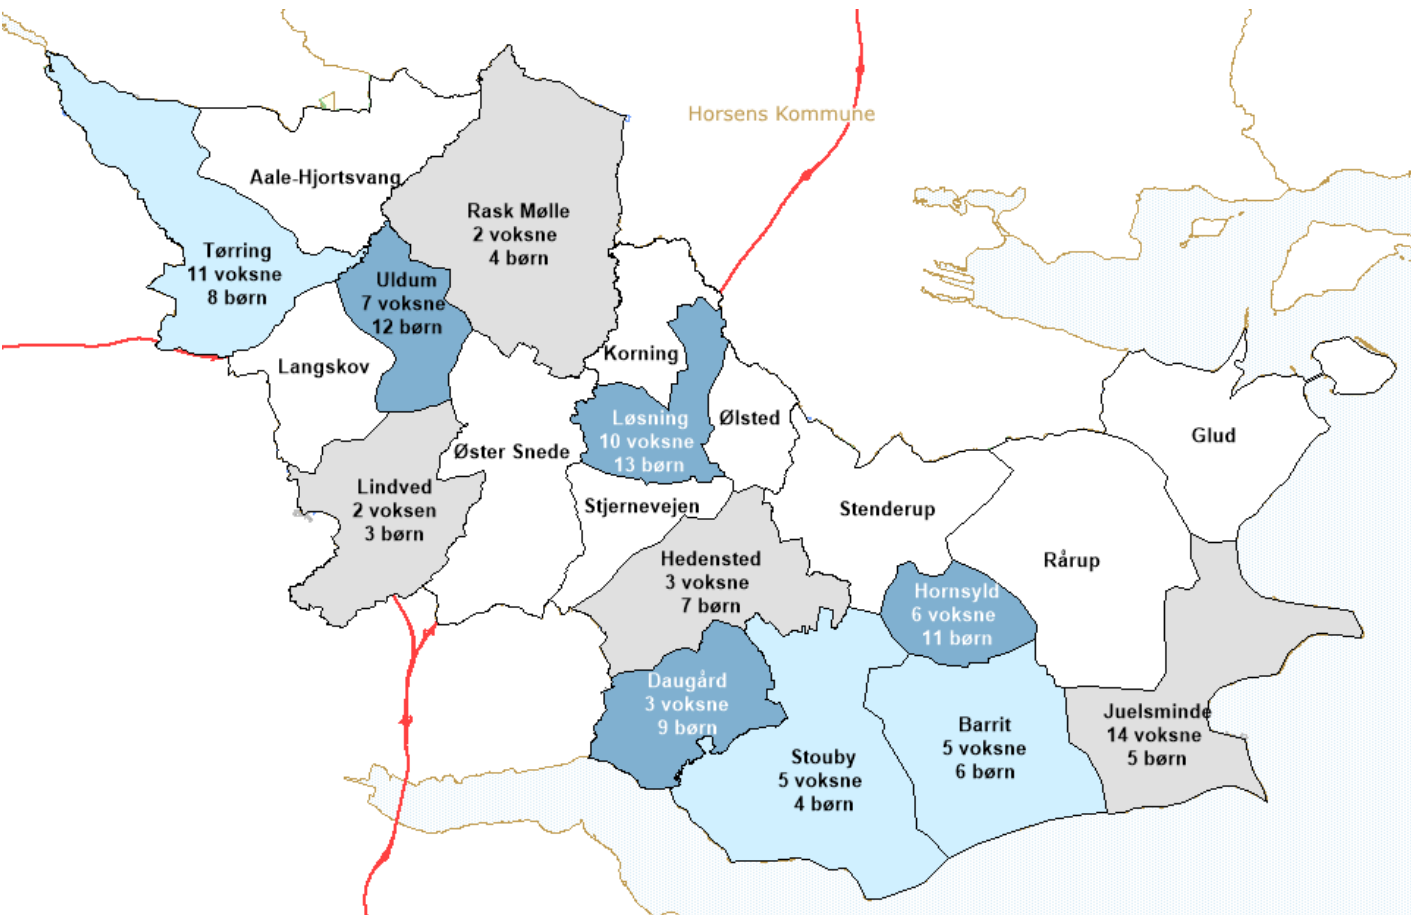 Horsens Kommune
Aale-Hjortsvang
Rask Mølle
2 voksne
4 børn
Tørring
11 voksne
8 børn
Uldum
7 voksne
12 børn
Langskov
Korning
Løsning
10 voksne
13 børn
Ølsted
Glud
Øster Snede
Lindved
2 voksen
3 børn
Stjernevejen
Stenderup
Hedensted
3 voksne
7 børn
Rårup
Hornsyld
6 voksne
11 børn
Daugård
3 voksne
9 børn
Stouby
5 voksne
4 børn
Barrit
5 voksne
6 børn
Juelsminde
14 voksne
5 børn